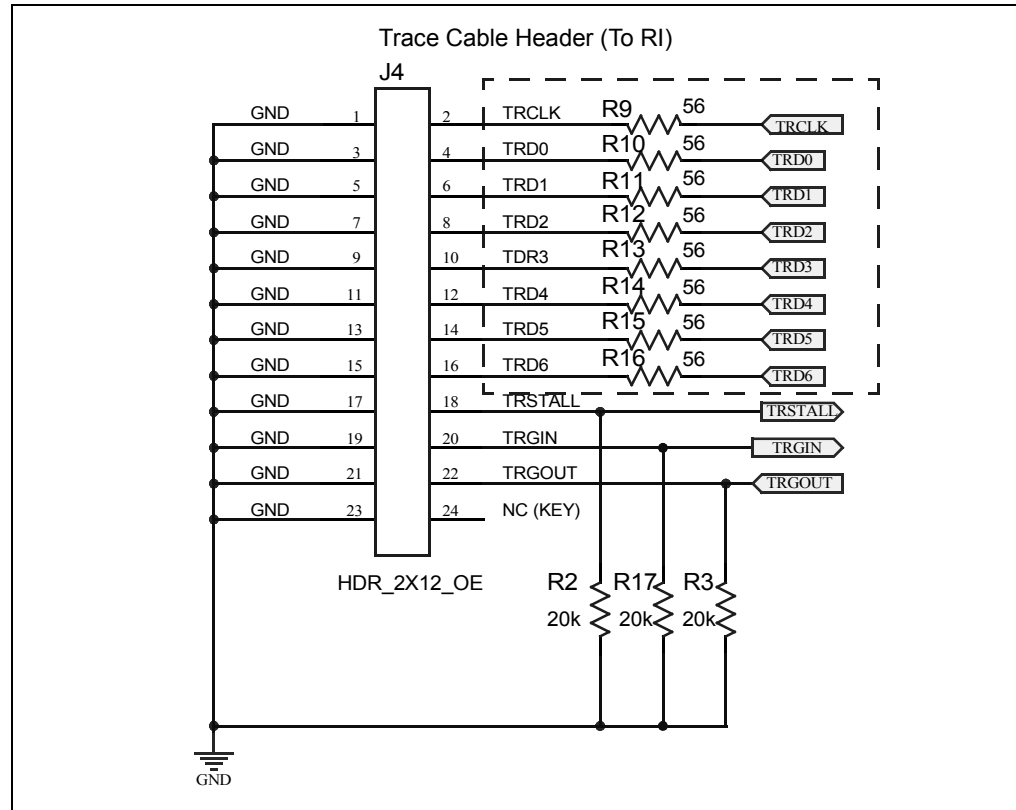 Trace Cable Header (To RI)
J4
GND 1 2 TRCLK R9 56 TRCLK
GND 3 4 TRD0 R10 56 TRD0
GND 5 6 TRD1 R11 56 TRD1
GND 7 8 TRD2 R12 56 TRD2
GND 9 10 TDR3 R13 56 TRD3
GND 11 12 TRD4 R14 56 TRD4
GND 13 14 TRD5 R15 56 TRD5
GND 15 16 TRD6 R16 56 TRD6
GND 17 18 TRSTALL TRSTALL
GND 19 20 TRGIN TRGIN
GND 21 22 TRGOUT TRGOUT
GND 23 24 NC (KEY)
HDR_2X12_OE R2 R17 R3
20k 20k 20k
GND